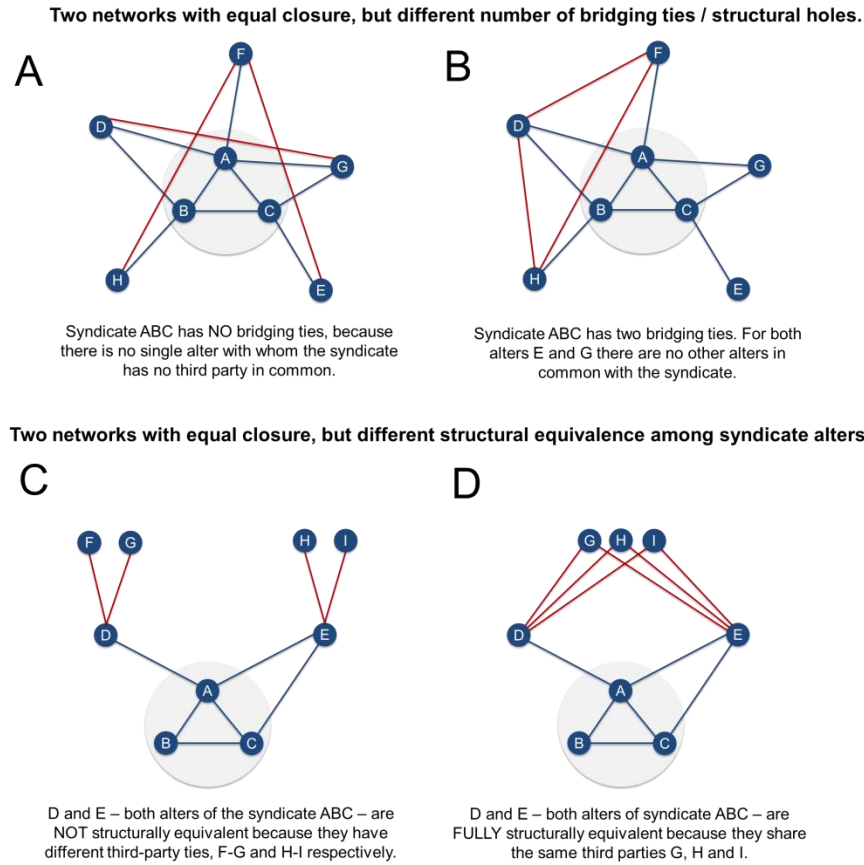 Two networks with equal closure, but different number of bridging ties / structural holes.
A
B
F
D
A
G
B
C
H
E
F
D
A
G
B
C
H
E
Syndicate ABC has NO bridging ties, because
there is no single alter with whom the syndicate
has no third party in common.
Syndicate ABC has two bridging ties. For both
alters E and G there are no other alters in
common with the syndicate.
Two networks with equal closure, but different structural equivalence among syndicate alters
C
D
F
G
H
I
D
E
A
B
C
G
H
I
D
E
A
B
C
D and E – both alters of the syndicate ABC – are
NOT structurally equivalent because they have
different third-party ties, F-G and H-I respectively.
D and E – both alters of syndicate ABC – are
FULLY structurally equivalent because they share
the same third parties G, H and I.